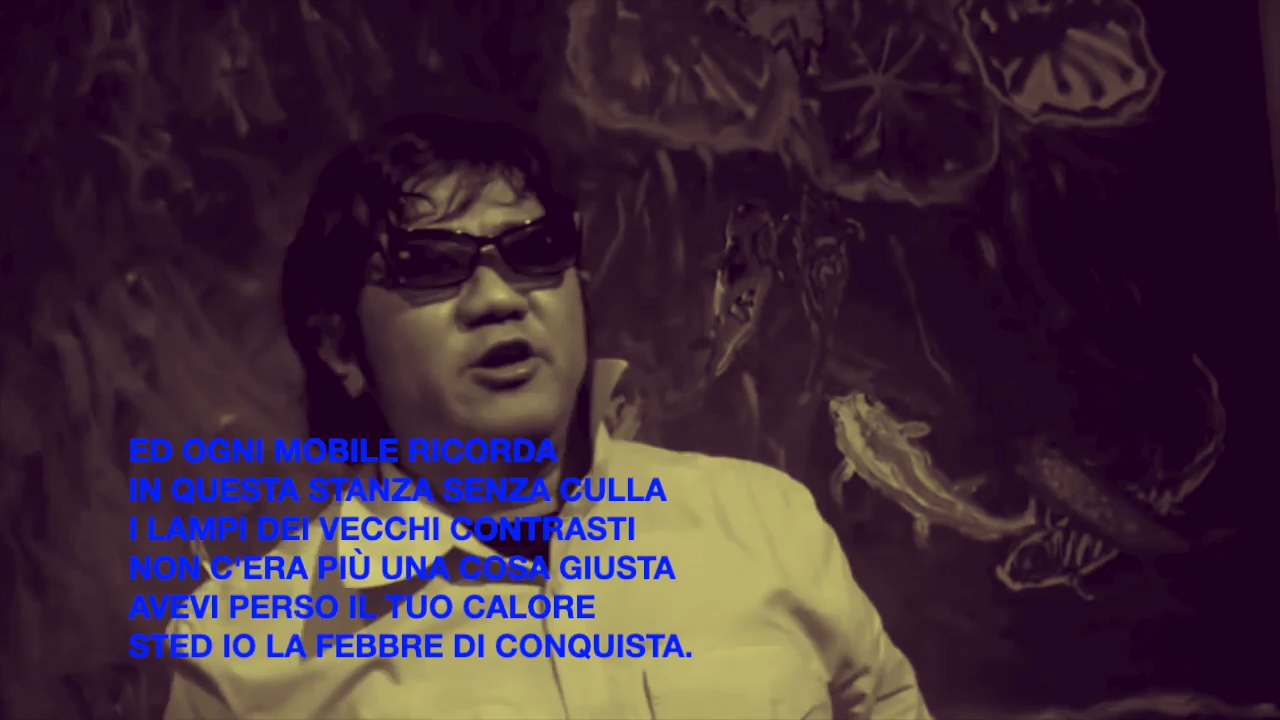 ED OGNI MOBILE RICORDA
IN QUESTA STANZA SENZA CULLA
I LAMPI DEI VECCHI CONTRASTI
NON C'ERA PIÙ UNA COSA GIUSTA
AVEVI PERSO IL TUO CALORE
STED IO LA FEBBRE DI CONQUISTA.